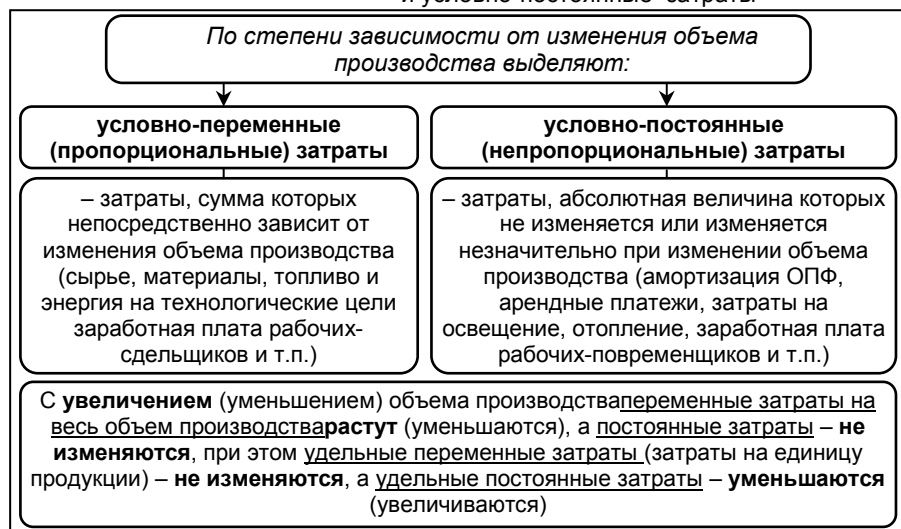 и условно-постоянные затраты
По степени зависимости от изменения объема
производства выделяют:
условно-переменные
(пропорциональные) затраты
условно-постоянные
(непропорциональные) затраты
– затраты, сумма которых
непосредственно зависит от
изменения объема производства
(сырье, материалы, топливо и
энергия на технологические цели
заработная плата рабочих-
сдельщиков и т.п.)
– затраты, абсолютная величина которых
не изменяется или изменяется
незначительно при изменении объема
производства (амортизация ОПФ,
арендные платежи, затраты на
освещение, отопление, заработная плата
рабочих-повременщиков и т.п.)
С увеличением (уменьшением) объема производствапеременные затраты на
весь объем производстварастут (уменьшаются), а постоянные затраты – не
изменяются, при этом удельные переменные затраты (затраты на единицу
продукции) – не изменяются, а удельные постоянные затраты – уменьшаются
(увеличиваются)